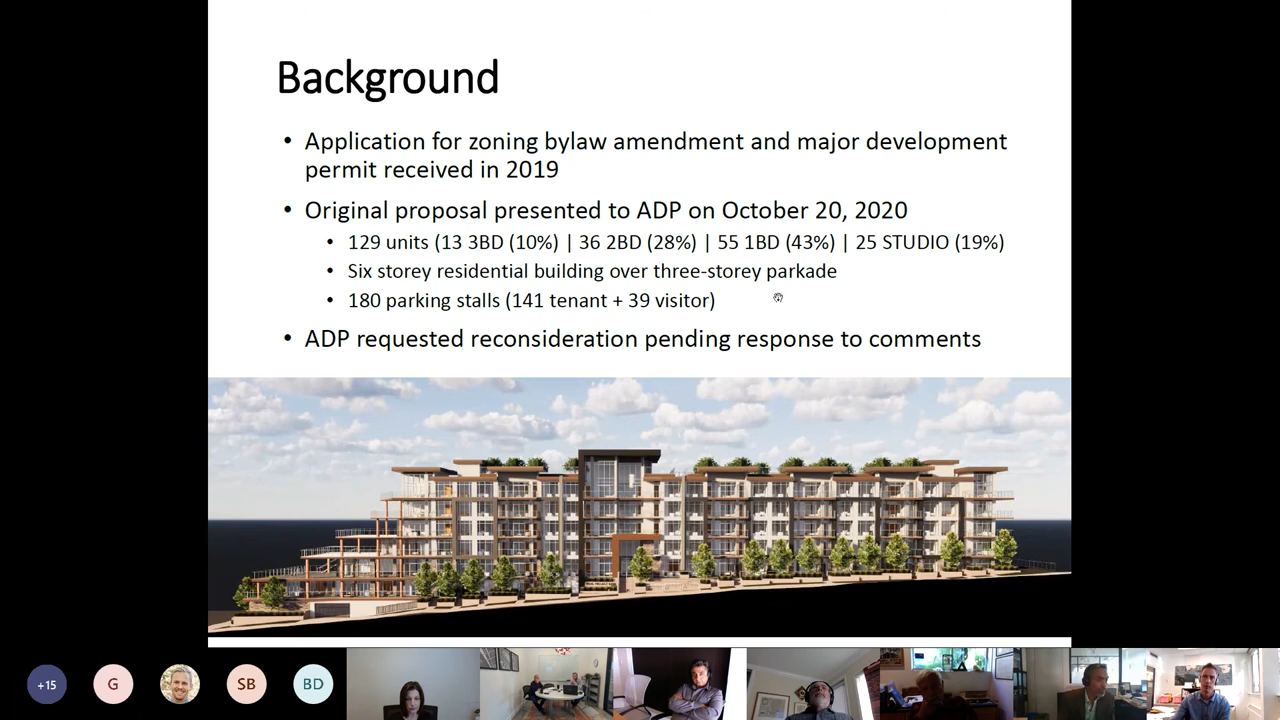 Background
• Application for zoning bylaw amendment and major development
permit received in 2019
• Original proposal presented to ADP on October 20, 2020
• 129 units (13 3BD (10%) | 36 2BD (28%) | 55 1BD (43%) | 25 STUDIO (19%)
• Six storey residential building over three-storey parkade
• 180 parking stalls (141 tenant + 39 visitor)
• ADP requested reconsideration pending response to comments
+15
G
SB
BD